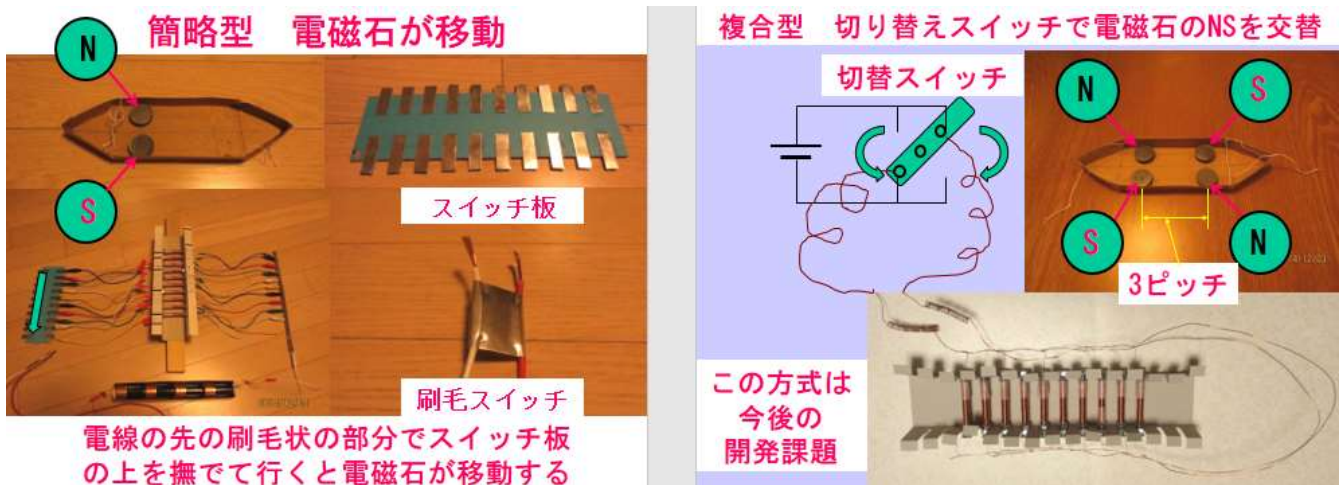 簡略型 電磁石が移動
N
S
スイッチ板
刷毛スイッチ
電線の先の刷毛状の部分でスイッチ板
の上を撫でて行くと電磁石が移動する
複合型 切り替えスイッチで電磁石のNSを交替
切替スイッチ
N
S
S
N
3ピッチ
この方式は
今後の
開発課題